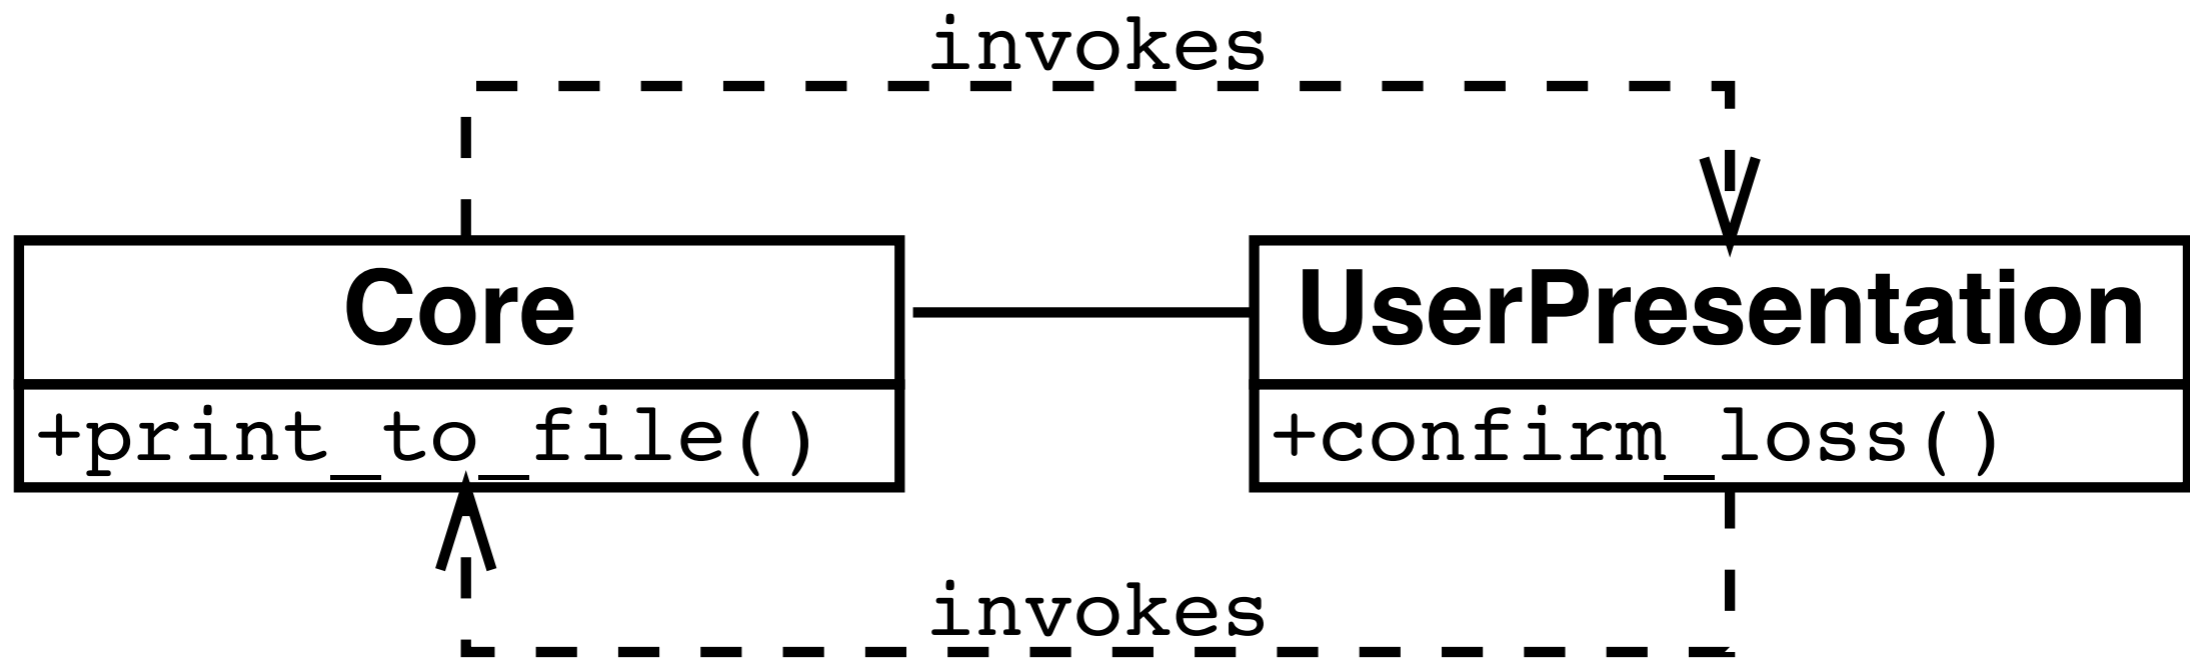 invokes
Core
UserPresentation
+print_to_file()
+confirm_loss()
invokes